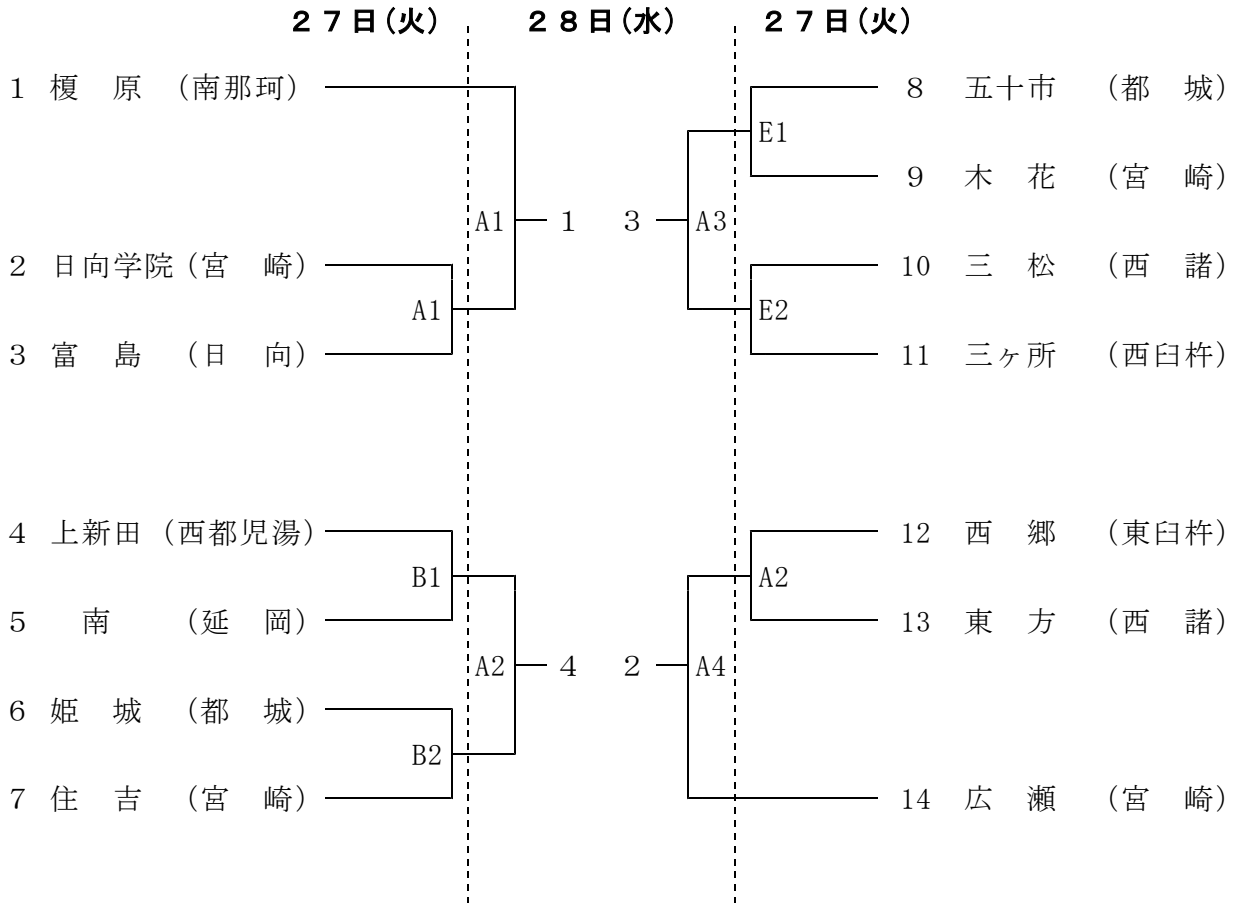 ２７日(火) ２８日(水) ２７日(火)
1 榎　原 （南那珂） 8 五十市 （都　城）
E1
9 木　花 （宮　崎）
A1 1 3 A3
2 日向学院（宮　崎） 10 三　松 （西　諸）
A1 E2
3 富　島 （日　向） 11 三ヶ所 （西臼杵）
4 上新田（西都児湯） 12 西　郷 （東臼杵）
B1 A2
5 南 （延　岡） 13 東　方 （西　諸）
A2 4 2 A4
6 姫　城 （都　城）
B2
7 住　吉 （宮　崎） 14 広　瀬 （宮　崎）